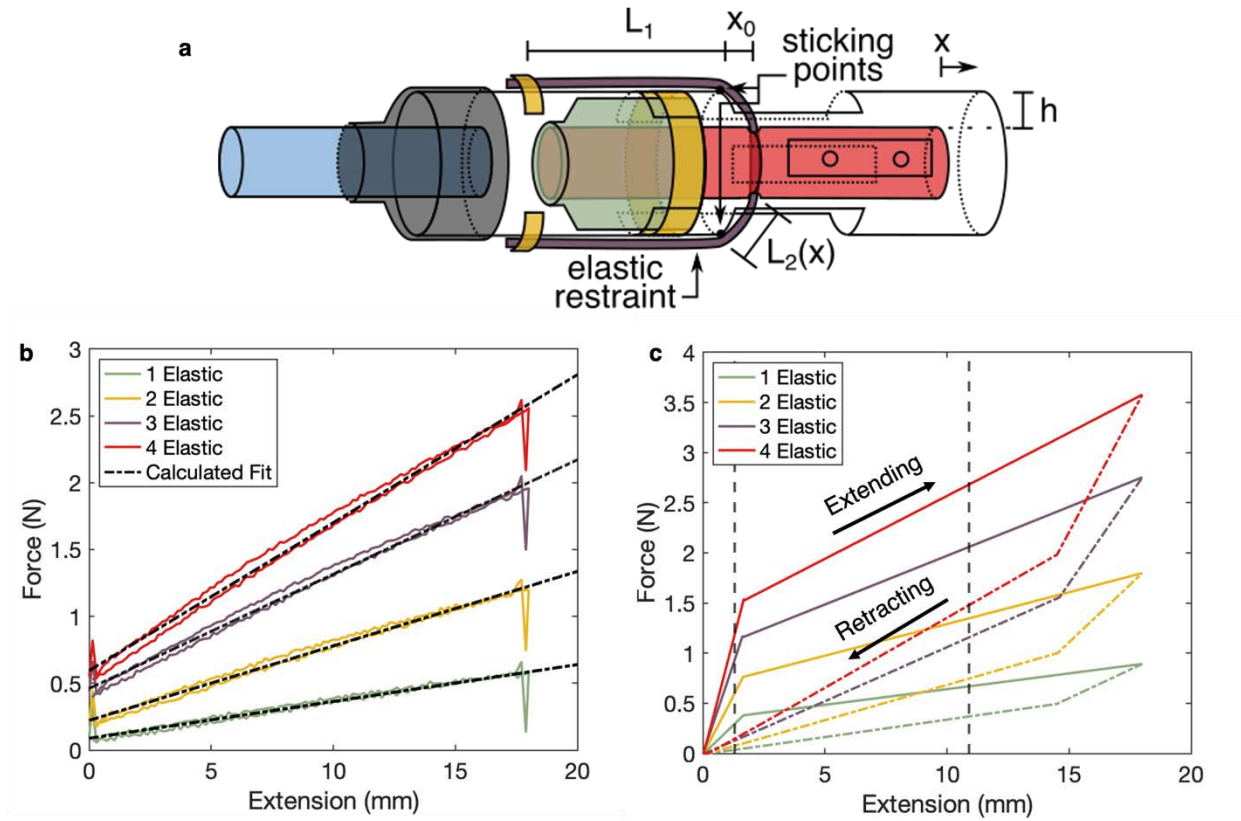 a
L₁
x₀
x
sticking
points
h
L₂(x)
elastic
restraint
b
3
2.5
2
1.5
1
0.5
0
Force (N)
1 Elastic
2 Elastic
3 Elastic
4 Elastic
Calculated Fit
0
5
10
15
20
Extension (mm)
c
4
3.5
3
2.5
2
1.5
1
0.5
0
Force (N)
1 Elastic
2 Elastic
3 Elastic
4 Elastic
Extending
Retracting
0
5
10
15
20
Extension (mm)